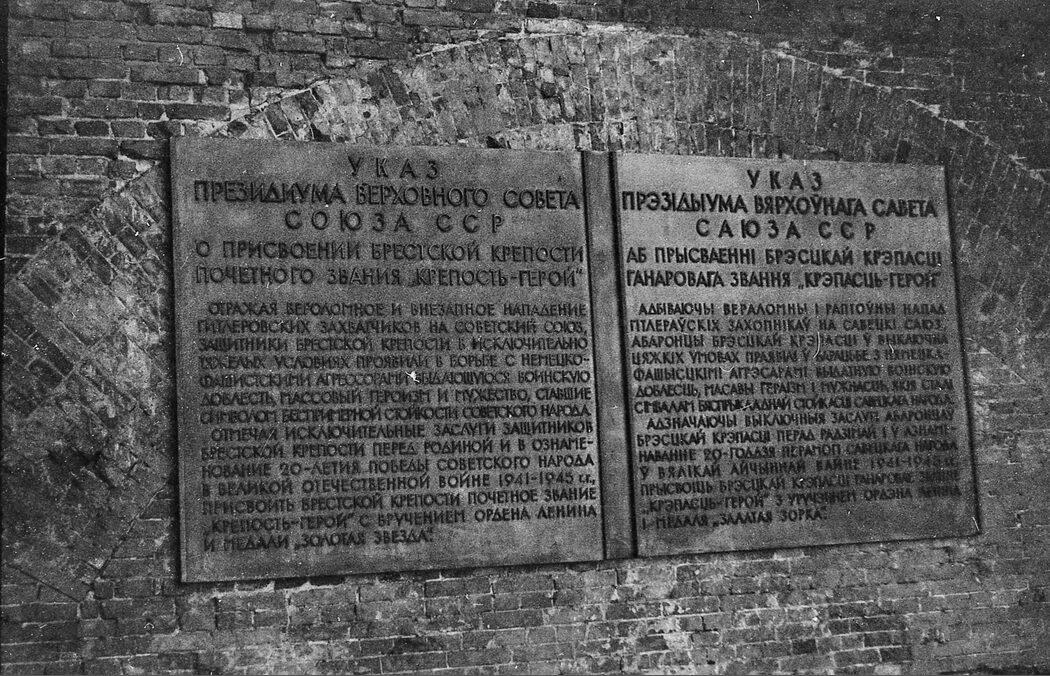 УКАЗ
ПРЕЗИДИУМА ВЕРХОВНОГО СОВЕТА
СОЮЗА ССР
О ПРИСВОЕНИИ БРЕСТСКОЙ КРЕПОСТИ
ПОЧЕТНОГО ЗВАНИЯ „КРЕПОСТЬ-ГЕРОЙ"
ОТРАЖАЯ ВЕРОЛОМНОЕ И ВНЕЗАПНОЕ НАПАДЕНИЕ
ГИТЛЕРОВСКИХ ЗАХВАТЧИКОВ НА СОВЕТСКИЙ СОЮЗ,
ЗАЩИТНИКИ БРЕСТСКОЙ КРЕПОСТИ В ИСКЛЮЧИТЕЛЬНО
ТЯЖЕЛЫХ УСЛОВИЯХ ПРОЯВИЛИ В БОРЬБЕ С НЕМЕЦКО-
ФАШИСТСКИМИ АГРЕССОРАМИ ВЫДАЮЩУЮСЯ ВОИНСКУЮ
ДОБЛЕСТЬ, МАССОВЫЙ ГЕРОИЗМ И МУЖЕСТВО, СТАВШИЕ
СИМВОЛОМ БЕСПРИМЕРНОЙ СТОЙКОСТИ СОВЕТСКОГО НАРОДА.
ОТМЕЧАЯ ИСКЛЮЧИТЕЛЬНЫЕ ЗАСЛУГИ ЗАЩИТНИКОВ
БРЕСТСКОЙ КРЕПОСТИ ПЕРЕД РОДИНОЙ И В ОЗНАМЕ-
НОВАНИЕ 20-ЛЕТИЯ ПОБЕДЫ СОВЕТСКОГО НАРОДА
В ВЕЛИКОЙ ОТЕЧЕСТВЕННОЙ ВОЙНЕ 1941-1945 г.г.,
ПРИСВОИТЬ БРЕСТСКОЙ КРЕПОСТИ ПОЧЕТНОЕ ЗВАНИЕ
„КРЕПОСТЬ-ГЕРОЙ" С ВРУЧЕНИЕМ ОРДЕНА ЛЕНИНА
И МЕДАЛИ „ЗОЛОТАЯ ЗВЕЗДА".
УКАЗ
ПРЭЗІДЫУМА ВЯРХОЎНАГА САВЕТА
САЮЗА ССР
АБ ПРЫСВАЕННІ БРЭСЦКАЙ КРЭПАСЦІ
ГАНАРОВАГА ЗВАННЯ „КРЭПАСЦЬ-ГЕРОЙ"
АДБІВАЮЧЫ ВЕРАЛОМНЫ І РАПТОЎНЫ НАПАД
ГІТЛЕРАЎСКІХ ЗАХОПНІКАЎ НА САВЕЦКІ САЮЗ,
АБАРОНЦЫ БРЭСЦКАЙ КРЭПАСЦІ Ў ВЫКЛЮЧНА
ЦЯЖКІХ УМОВАХ ПРАЯВІЛІ Ў БАРАЦЬБЕ З НЯМЕЦКА-
ФАШЫСЦКІМІ АГРЭСАРАМІ ВЫДАТНУЮ ВОІНСКУЮ
ДОБЛЕСЦЬ, МАСАВЫ ГЕРАІЗМ І МУЖНАСЦЬ, ЯКІЯ СТАЛІ
СІМВАЛАМ БЯСПРЫКЛАДНАЙ СТОЙКАСЦІ САВЕЦКАГА НАРОДА.
АДЗНАЧАЮЧЫ ВЫКЛЮЧНЫЯ ЗАСЛУГІ АБАРОНЦАЎ
БРЭСЦКАЙ КРЭПАСЦІ ПЕРАД РАДЗІМАЙ І Ў АЗНАМЕ-
НАВАННЕ 20-ГОДДЗЯ ПЕРАМОГІ САВЕЦКАГА НАРОДА
Ў ВЯЛІКАЙ АЙЧЫННАЙ ВАЙНЕ 1941-1945 гг.,
ПРЫСВОІЦЬ БРЭСЦКАЙ КРЭПАСЦІ ГАНАРОВАЕ ЗВАННЕ
„КРЭПАСЦЬ-ГЕРОЙ" З УРУЧЭННЕМ ОРДЭНА ЛЕНІНА
І МЕДАЛЯ „ЗАЛАТАЯ ЗОРКА".